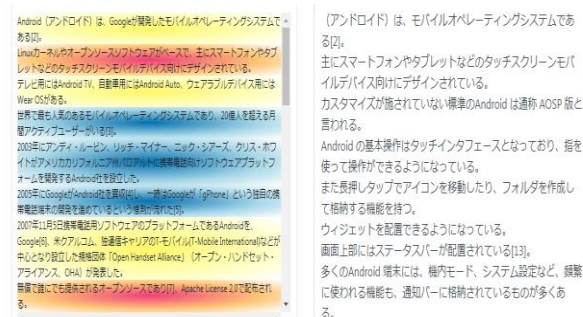 Android（アンドロイド）は、Googleが開発したモバイルオペレーティングシステムで
ある[2]。
Linuxカーネルやオープンソースソフトウェアがベースで、主にスマートフォンやタブ
レットなどのタッチスクリーンモバイルデバイス向けにデザインされている。
テレビ用にはAndroid TV、自動車用にはAndroid Auto、ウェアラブルデバイス用には
Wear OSがある。
世界で最も人気のあるモバイルオペレーティングシステムであり、20億人を超える月
間アクティブユーザーがいる[3]。
2003年にアンディ・ルービン、リッチ・マイナー、ニック・シアーズ、クリス・ホワ
イトがアメリカカリフォルニア州パロアルトに携帯電話向けソフトウェアプラットフ
ォームを開発するAndroid社を設立した。
2005年にGoogleがAndroid社を買収[4]し、一時はGoogleが「gPhone」という独自の携
帯電話端末の開発を進めているという憶測が流れた[5]。
2007年11月5日携帯電話用ソフトウェアのプラットフォームであるAndroidを、
Google[6]、米クアルコム、独通信キャリアのT-モバイル(T-Mobile International)などが
中心となり設立した規格団体「Open Handset Alliance」（オープン・ハンドセット・
アライアンス、OHA）が発表した。
無償で誰にでも提供されるオープンソースであり[7]、Apache License 2.0で配布され
る。
（アンドロイド）は、モバイルオペレーティングシステムであ
る[2]。
主にスマートフォンやタブレットなどのタッチスクリーンモバ
イルデバイス向けにデザインされている。
カスタマイズが施されていない標準のAndroid は通称 AOSP 版と
言われる。
Android の基本操作はタッチインタフェースとなっており、指を
使って操作ができるようになっている。
また長押しタップでアイコンを移動したり、フォルダを作成し
て格納する機能を持つ。
ウィジェットを配置できるようになっている。
画面上部にはステータスバーが配置されている[13]。
多くのAndroid 端末には、機内モード、システム設定など、頻繁
に使われる機能も、通知バーに格納されているものが多くあ
る。